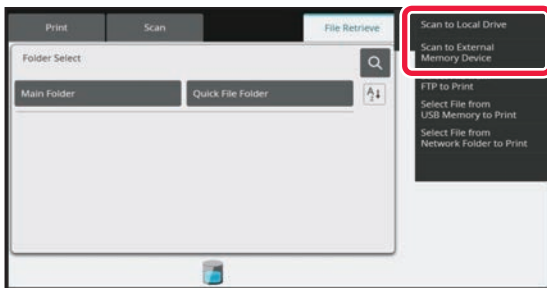 Print
Scan
File Retrieve
Folder Select
Main Folder
Quick File Folder
Scan to Local Drive
Scan to External
Memory Device
FTP to Print
Select File from
USB Memory to Print
Select File from
Network Folder to Print